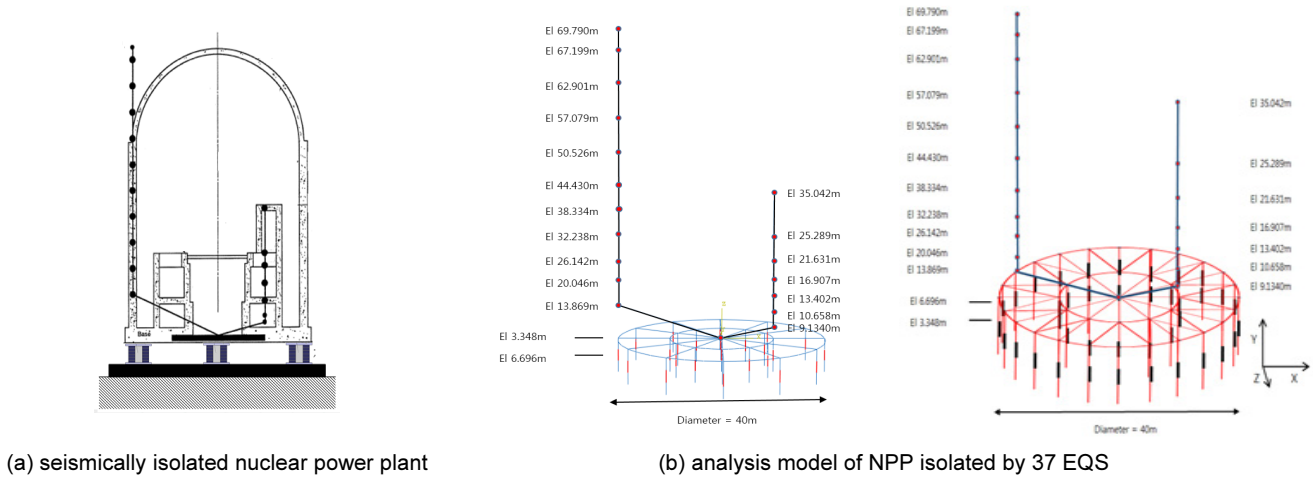 Base
El 69.790m
El 67.199m
El 62.901m
El 57.079m
El 50.526m
El 44.430m
El 38.334m
El 32.238m
El 26.142m
El 20.046m
El 13.869m
El 3.348m
El 6.696m
El 35.042m
El 25.289m
El 21.631m
El 16.907m
El 13.402m
El 10.658m
El 9.1340m
Diameter = 40m
El 69.790m
El 67.199m
El 62.901m
El 57.079m
El 50.526m
El 44.430m
El 38.334m
El 32.238m
El 26.142m
El 20.046m
El 13.869m
El 6.696m
El 3.348m
El 35.042m
El 25.289m
El 21.631m
El 16.907m
El 13.402m
El 10.658m
El 9.1340m
Y
Z
X
Diameter = 40m
(a) seismically isolated nuclear power plant
(b) analysis model of NPP isolated by 37 EQS